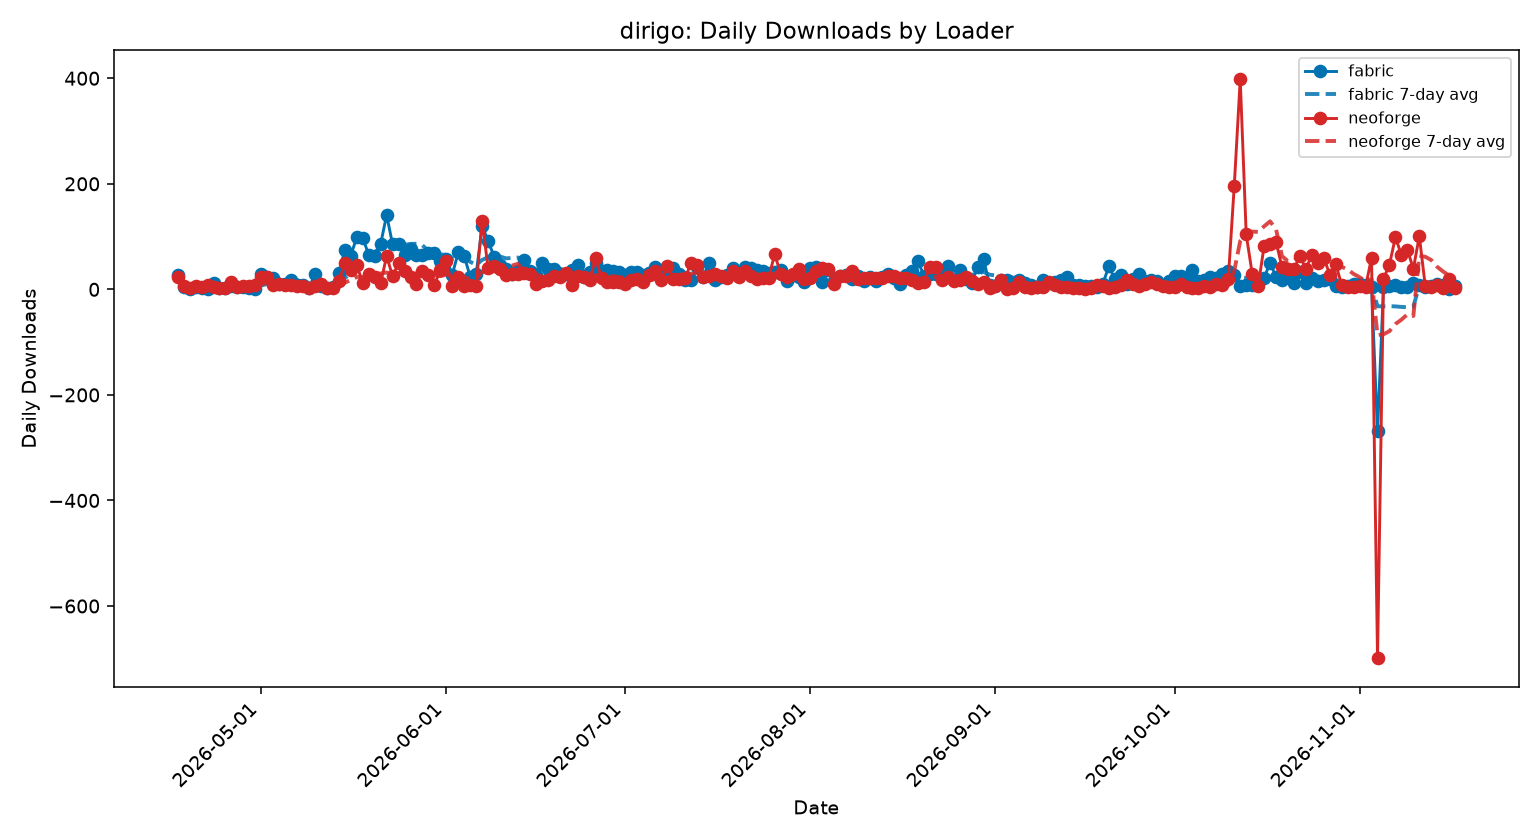 dirigo: Daily Downloads by Loader
fabric
fabric 7-day avg
neoforge
neoforge 7-day avg
400
200
0
−200
−400
−600
Daily Downloads
2026-05-01
2026-06-01
2026-07-01
2026-08-01
2026-09-01
2026-10-01
2026-11-01
Date